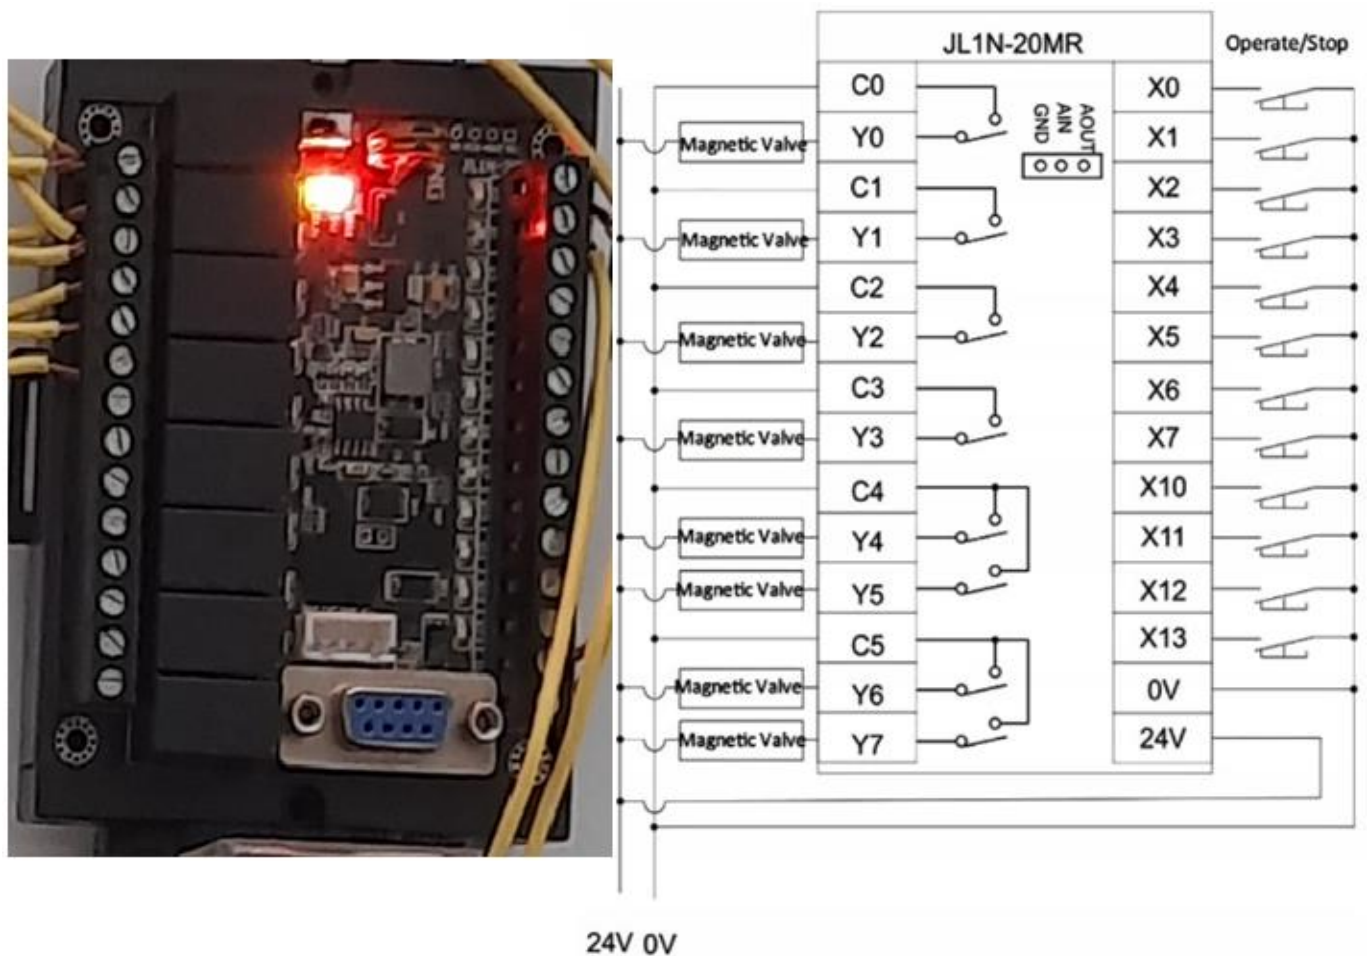 JL1N-20MR
Operate/Stop
C0
X0
AOUT
AIN
GND
Magnetic Valve
Y0
X1
C1
X2
Magnetic Valve
Y1
X3
C2
X4
Magnetic Valve
Y2
X5
C3
X6
Magnetic Valve
Y3
X7
C4
X10
Magnetic Valve
Y4
X11
Magnetic Valve
Y5
X12
C5
X13
Magnetic Valve
Y6
0V
Magnetic Valve
Y7
24V
24V 0V